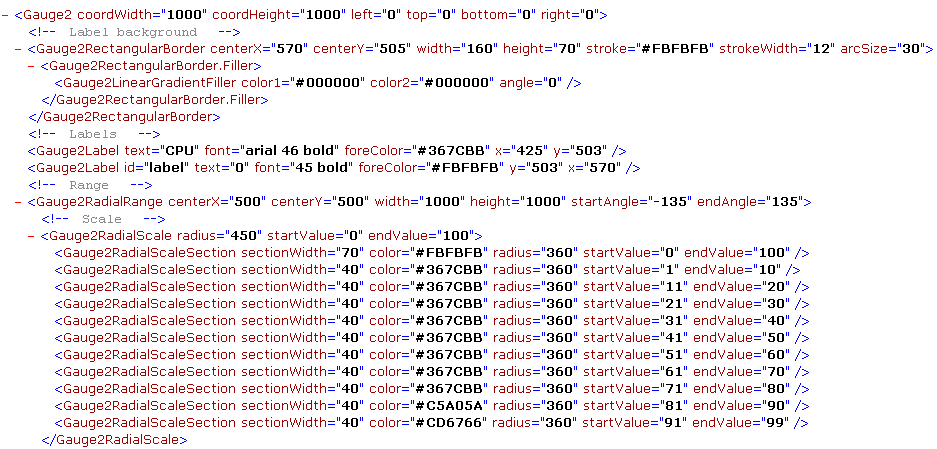 − <Gauge2 coordWidth="1000" coordHeight="1000" left="0" top="0" bottom="0" right="0">
<!-- Label background -->
− <Gauge2RectangularBorder centerX="570" centerY="505" width="160" height="70" stroke="#FBFBFB" strokeWidth="12" arcSize="30">
− <Gauge2RectangularBorder.Filler>
<Gauge2LinearGradientFiller color1="#000000" color2="#000000" angle="0" />
</Gauge2RectangularBorder.Filler>
</Gauge2RectangularBorder>
<!-- Labels -->
<Gauge2Label text="CPU" font="arial 46 bold" foreColor="#367CBB" x="425" y="503" />
<Gauge2Label id="label" text="0" font="45 bold" foreColor="#FBFBFB" y="503" x="570" />
<!-- Range -->
− <Gauge2RadialRange centerX="500" centerY="500" width="1000" height="1000" startAngle="-135" endAngle="135">
<!-- Scale -->
− <Gauge2RadialScale radius="450" startValue="0" endValue="100">
<Gauge2RadialScaleSection sectionWidth="70" color="#FBFBFB" radius="360" startValue="0" endValue="100" />
<Gauge2RadialScaleSection sectionWidth="40" color="#367CBB" radius="360" startValue="1" endValue="10" />
<Gauge2RadialScaleSection sectionWidth="40" color="#367CBB" radius="360" startValue="11" endValue="20" />
<Gauge2RadialScaleSection sectionWidth="40" color="#367CBB" radius="360" startValue="21" endValue="30" />
<Gauge2RadialScaleSection sectionWidth="40" color="#367CBB" radius="360" startValue="31" endValue="40" />
<Gauge2RadialScaleSection sectionWidth="40" color="#367CBB" radius="360" startValue="41" endValue="50" />
<Gauge2RadialScaleSection sectionWidth="40" color="#367CBB" radius="360" startValue="51" endValue="60" />
<Gauge2RadialScaleSection sectionWidth="40" color="#367CBB" radius="360" startValue="61" endValue="70" />
<Gauge2RadialScaleSection sectionWidth="40" color="#367CBB" radius="360" startValue="71" endValue="80" />
<Gauge2RadialScaleSection sectionWidth="40" color="#C5A05A" radius="360" startValue="81" endValue="90" />
<Gauge2RadialScaleSection sectionWidth="40" color="#CD6766" radius="360" startValue="91" endValue="99" />
</Gauge2RadialScale>